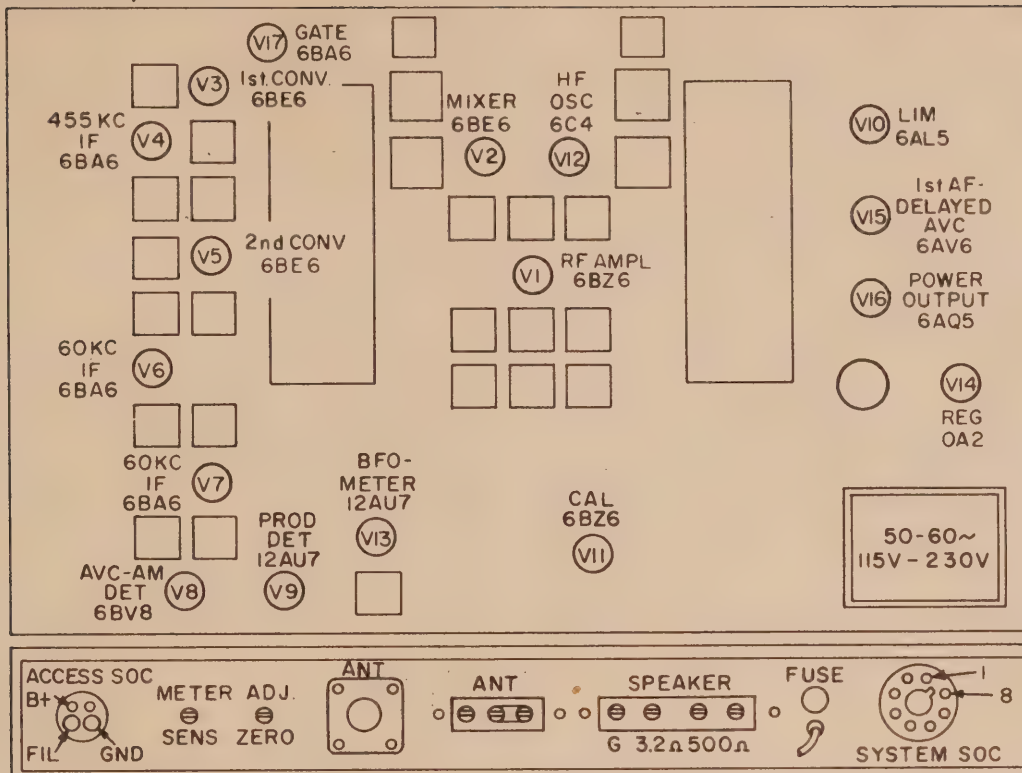 V17 GATE
6BA6
V3 1st. CONV.
6BE6
455 KC
IF
6BA6
V4
MIXER
6BE6
V2
HF
OSC
6C4
V12
V10 LIM
6AL5
1st AF-
DELAYED
AVC
6AV6
V15
2nd CONV
6BE6
V5
V1 RF AMPL
6BZ6
POWER
OUTPUT
6AQ5
V16
60KC
IF
6BA6
V6
V14
REG
OA2
60KC
IF
6BA6
V7
BFO-
METER
12AU7
V13
PROD
DET
12AU7
V9
CAL
6BZ6
V11
50-60~
115V-230V
AVC-AM
DET
6BV8
V8
ACCESS SOC
B+
FIL GND
METER ADJ.
SENS ZERO
ANT
ANT
SPEAKER
G 3.2Ω 500Ω
FUSE
1
8
SYSTEM SOC